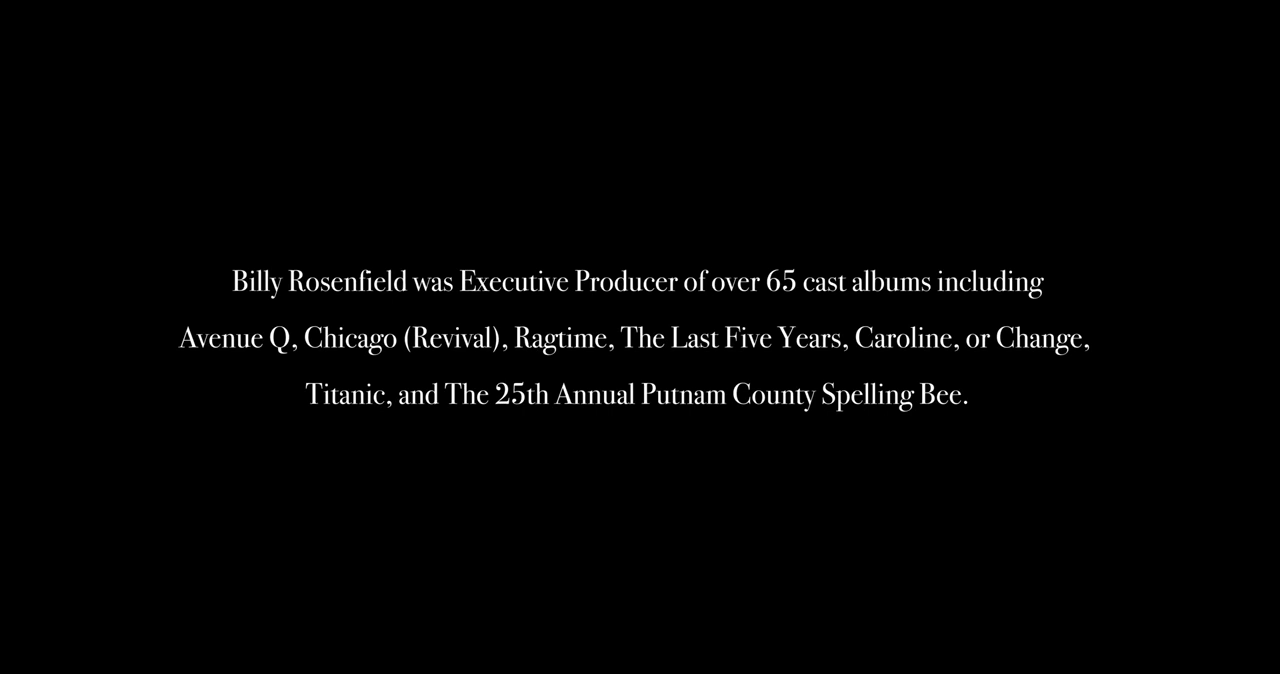 Billy Rosenfield was Executive Producer of over 65 cast albums including
Avenue Q, Chicago (Revival), Ragtime, The Last Five Years, Caroline, or Change,
Titanic, and The 25th Annual Putnam County Spelling Bee.